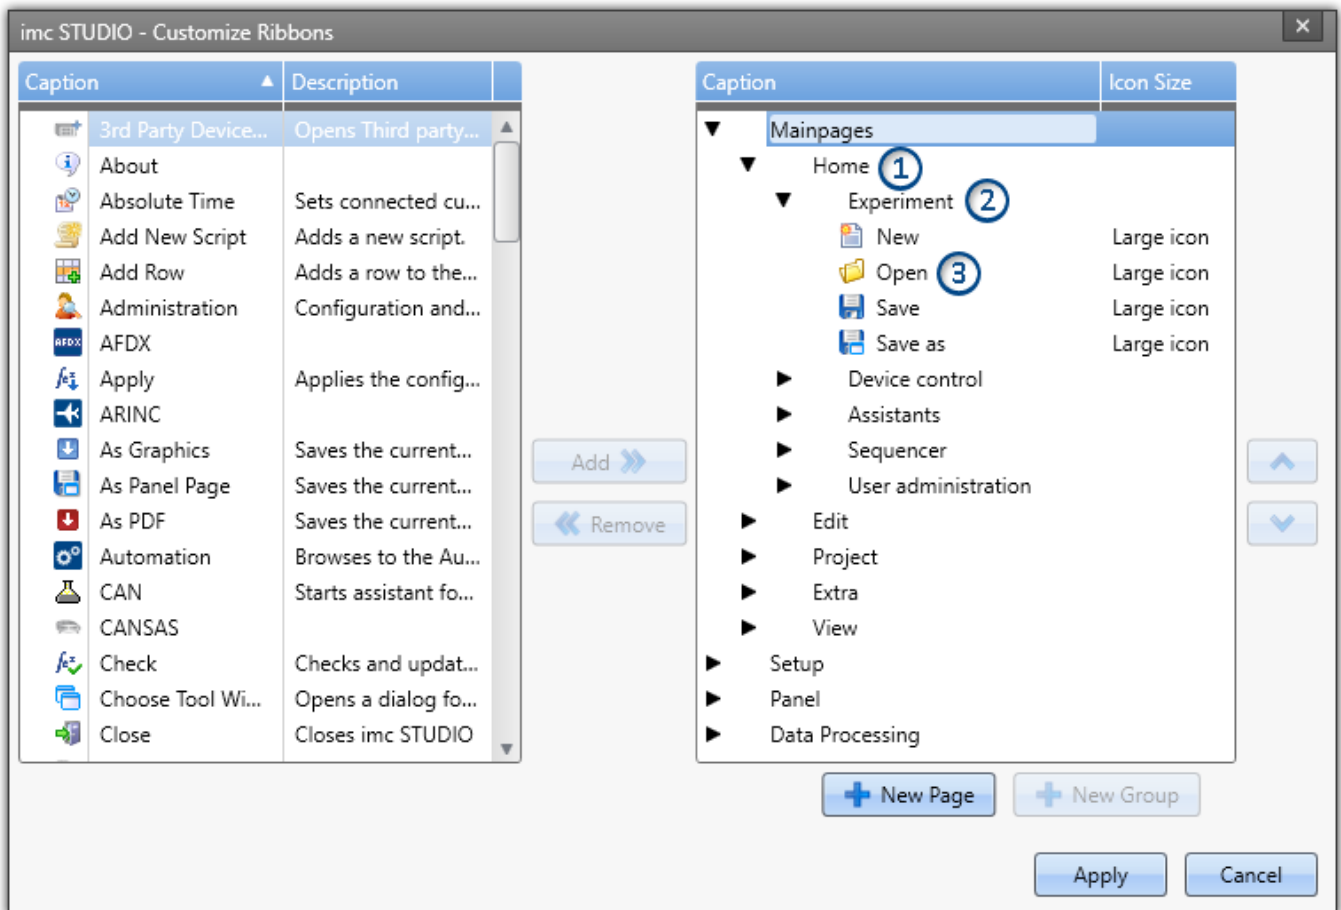 imc STUDIO - Customize Ribbons
Caption Description
3rd Party Device... Opens Third party...
About
Absolute Time Sets connected cu...
Add New Script Adds a new script.
Add Row Adds a row to the...
Administration Configuration and...
AFDX AFDX
Apply Applies the config...
ARINC
As Graphics Saves the current...
As Panel Page Saves the current...
As PDF Saves the current...
Automation Browses to the Au...
CAN Starts assistant fo...
CANSAS
Check Checks and updat...
Choose Tool Wi... Opens a dialog fo...
Close Closes imc STUDIO
Add
Remove
Caption Icon Size
Mainpages
Home 1
Experiment 2
New Large icon
Open 3 Large icon
Save Large icon
Save as Large icon
Device control
Assistants
Sequencer
User administration
Edit
Project
Extra
View
Setup
Panel
Data Processing
New Page New Group
Apply Cancel